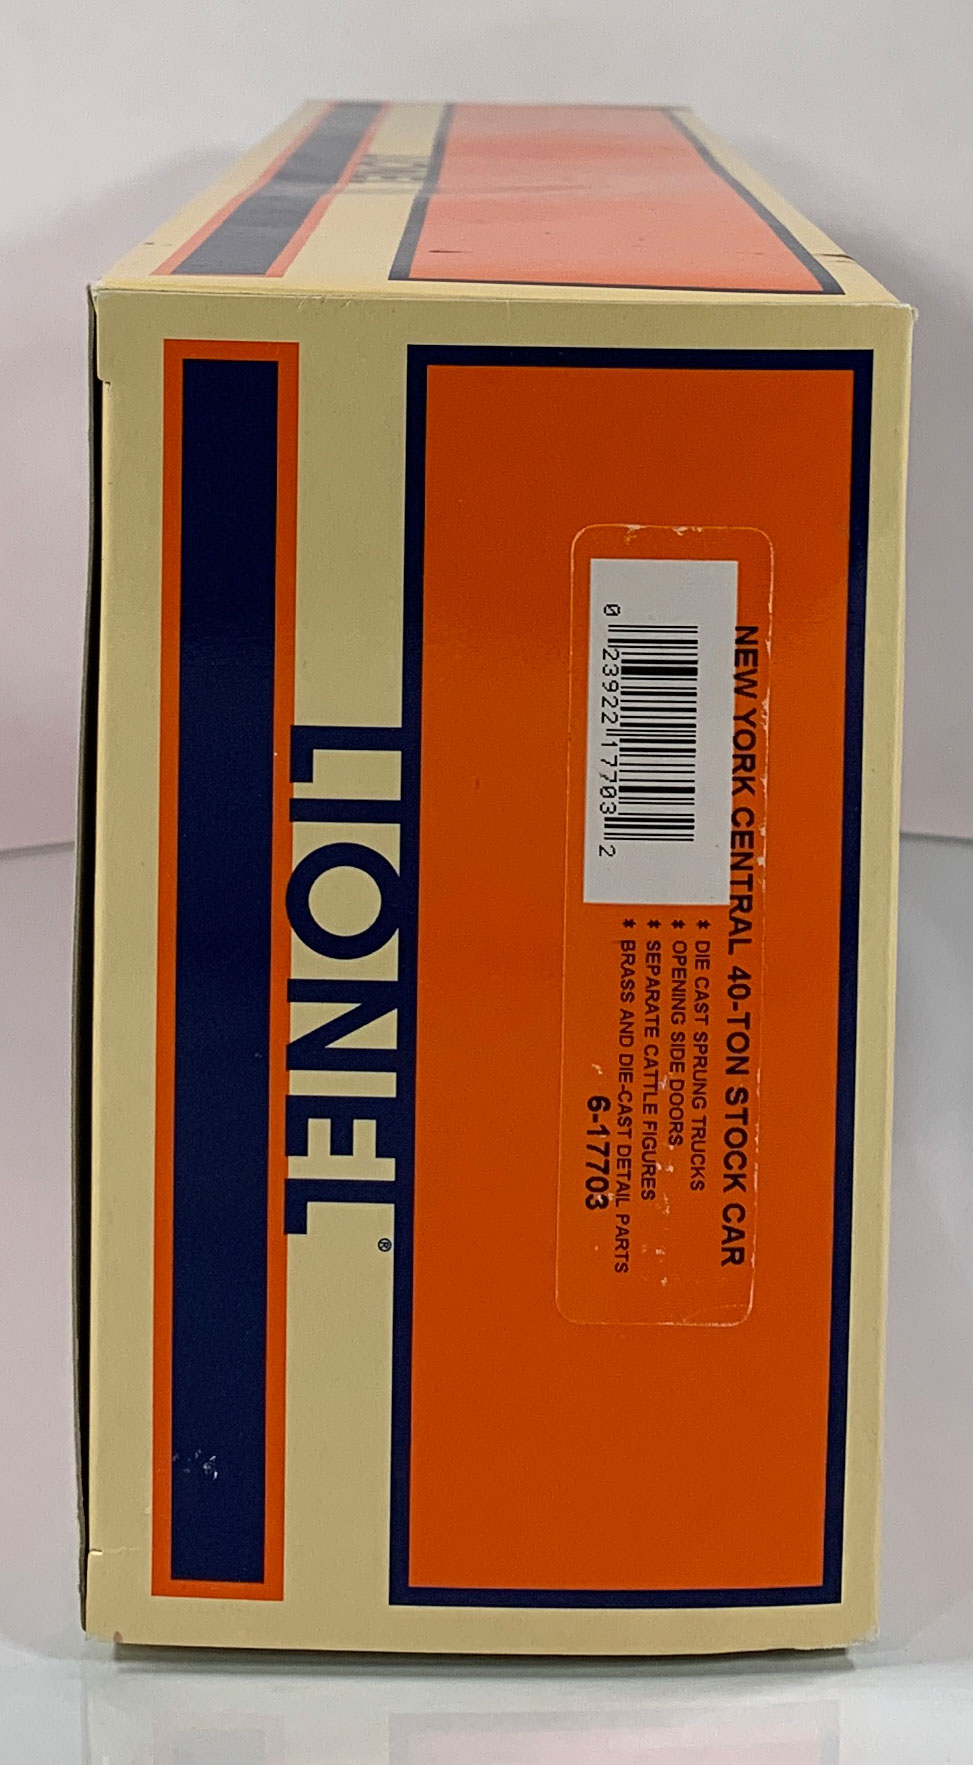 LIONEL®
NEW YORK CENTRAL 40-TON STOCK CAR
* DIE CAST SPRUNG TRUCKS
* OPENING SIDE DOORS
* SEPARATE CATTLE FIGURES
* BRASS AND DIE-CAST DETAIL PARTS
6-17703
0 23922 17703 2
LIONEL